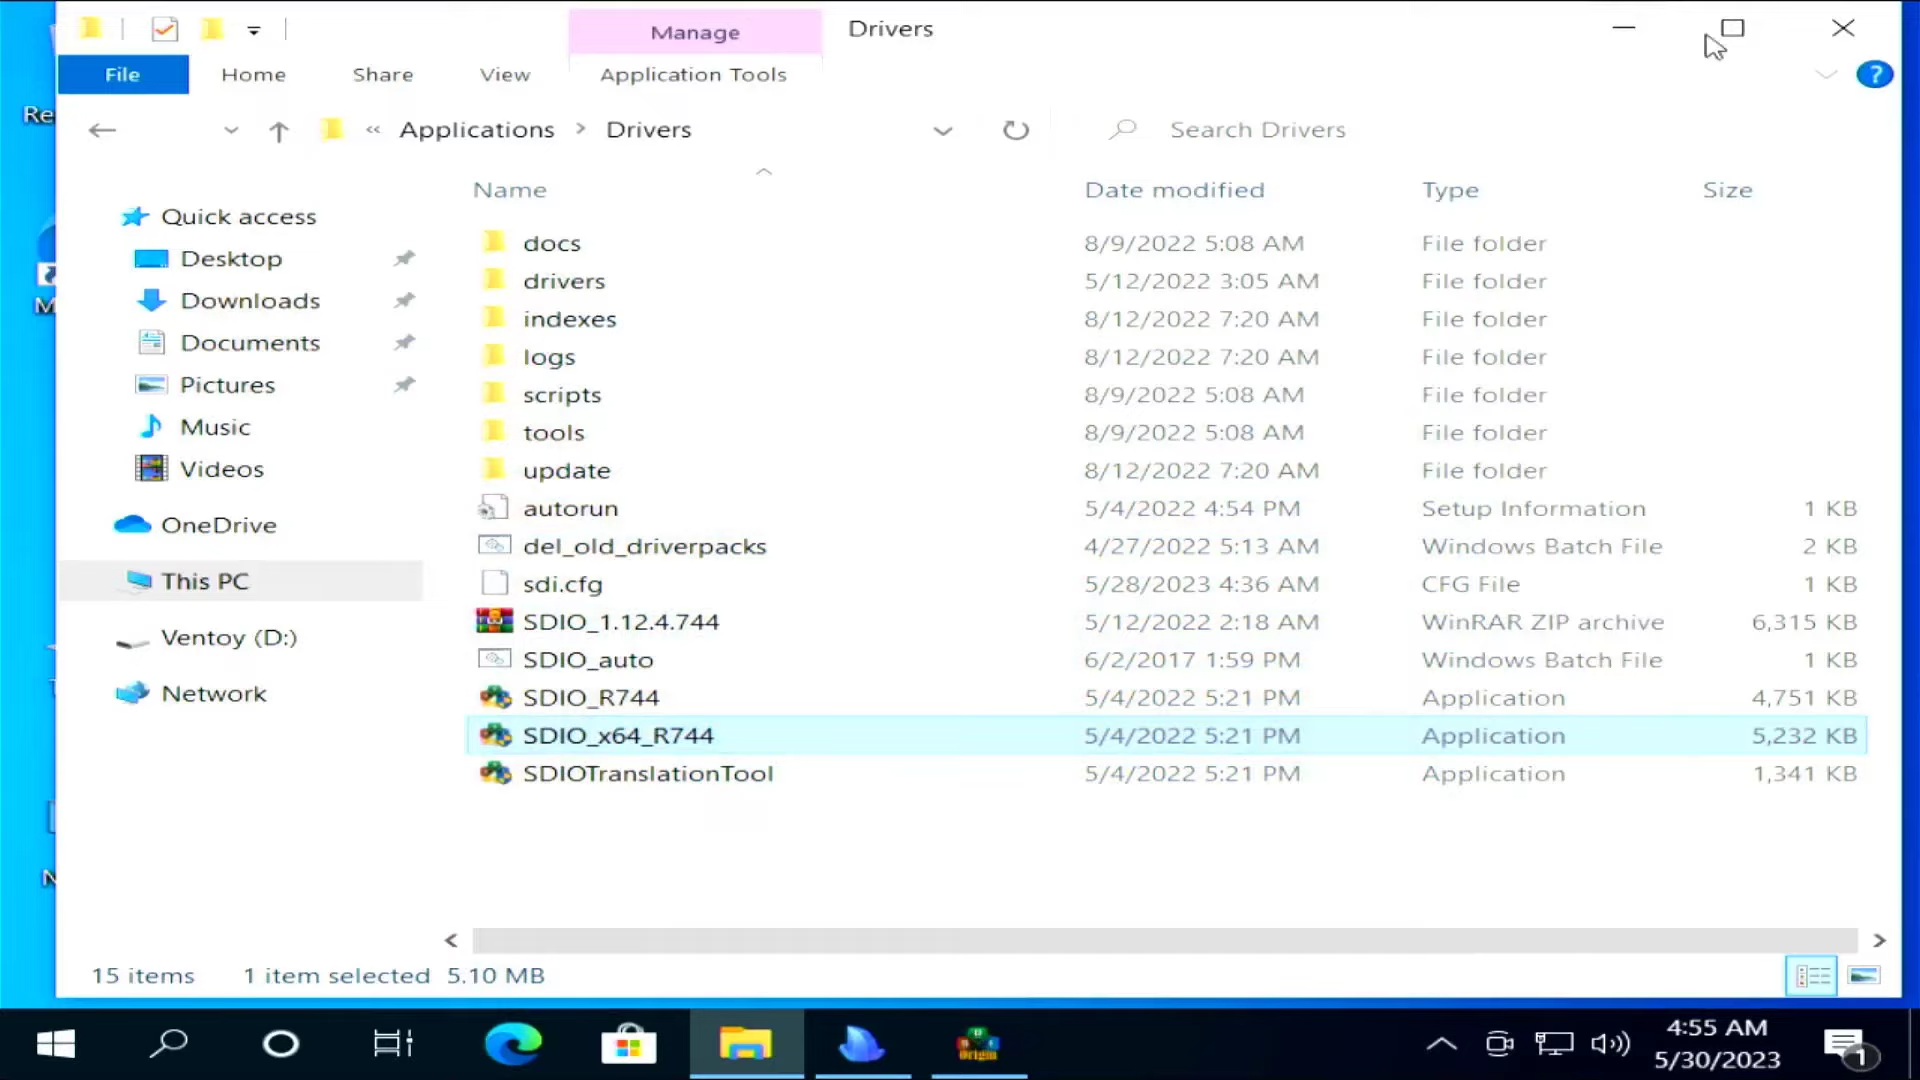 Manage
Drivers
File
Home
Share
View
Application Tools
?
« Applications > Drivers
Search Drivers
Name
Date modified
Type
Size
Quick access
Desktop
Downloads
Documents
Pictures
Music
Videos
OneDrive
This PC
Ventoy (D:)
Network
docs 8/9/2022 5:08 AM File folder
drivers 5/12/2022 3:05 AM File folder
indexes 8/12/2022 7:20 AM File folder
logs 8/12/2022 7:20 AM File folder
scripts 8/9/2022 5:08 AM File folder
tools 8/9/2022 5:08 AM File folder
update 8/12/2022 7:20 AM File folder
autorun 5/4/2022 4:54 PM Setup Information 1 KB
del_old_driverpacks 4/27/2022 5:13 AM Windows Batch File 2 KB
sdi.cfg 5/28/2023 4:36 AM CFG File 1 KB
SDIO_1.12.4.744 5/12/2022 2:18 AM WinRAR ZIP archive 6,315 KB
SDIO_auto 6/2/2017 1:59 PM Windows Batch File 1 KB
SDIO_R744 5/4/2022 5:21 PM Application 4,751 KB
SDIO_x64_R744 5/4/2022 5:21 PM Application 5,232 KB
SDIOTranslationTool 5/4/2022 5:21 PM Application 1,341 KB
15 items 1 item selected 5.10 MB
Re
M
N
Origin
4:55 AM
5/30/2023
1